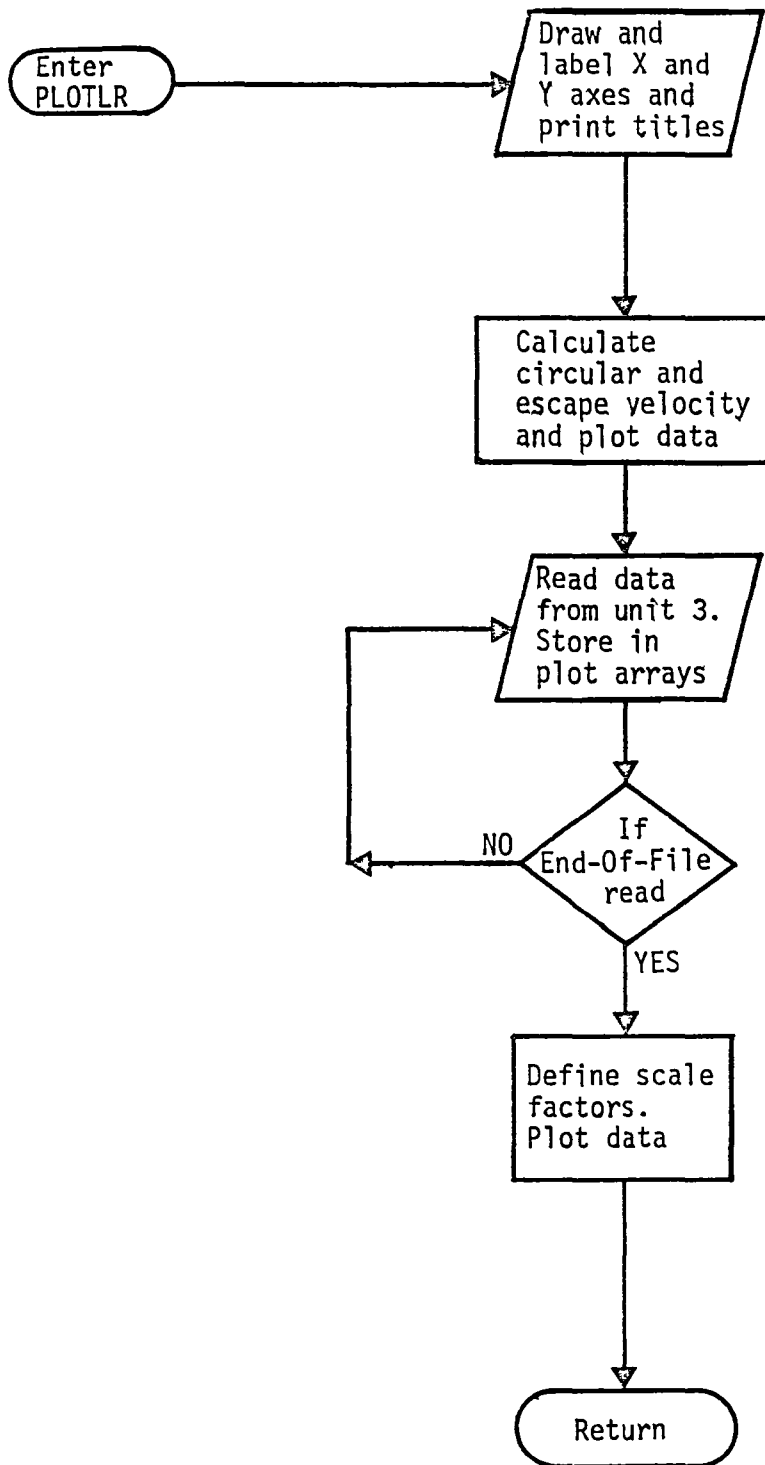 Enter
PLOTLR
Draw and
label X and
Y axes and
print titles
Calculate
circular and
escape velocity
and plot data
Read data
from unit 3.
Store in
plot arrays
NO
If
End-Of-File
read
YES
Define scale
factors.
Plot data
Return